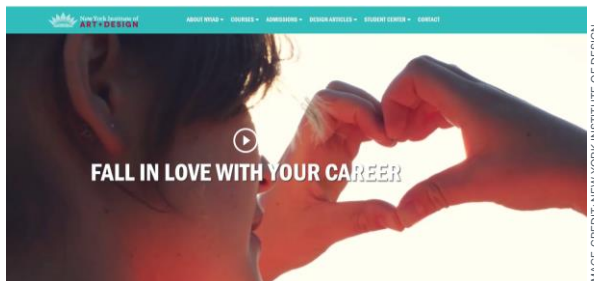 New York Institute of
ART+DESIGN
ABOUT NYIAD COURSES ADMISSIONS DESIGN ARTICLES STUDENT CENTER CONTACT
FALL IN LOVE WITH YOUR CAREER
IMAGE CREDIT: NEW YORK INSTITUTE OF DESIGN